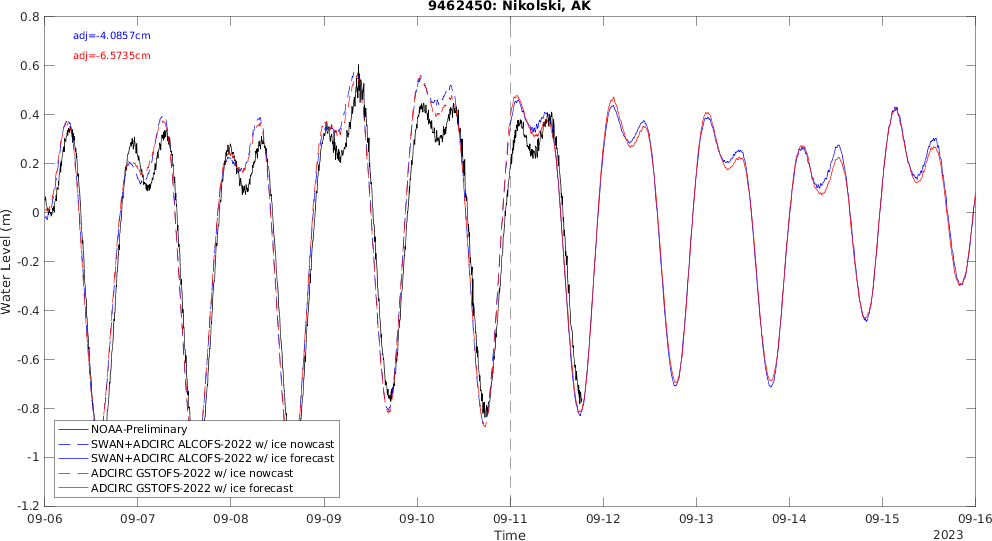 9462450: Nikolski, AK
adj=-4.0857cm
adj=-6.5735cm
Water Level (m)
0.8
0.6
0.4
0.2
0
-0.2
-0.4
-0.6
-0.8
-1
-1.2
NOAA-Preliminary
SWAN+ADCIRC ALCOFS-2022 w/ ice nowcast
SWAN+ADCIRC ALCOFS-2022 w/ ice forecast
ADCIRC GSTOFS-2022 w/ ice nowcast
ADCIRC GSTOFS-2022 w/ ice forecast
09-06 09-07 09-08 09-09 09-10 09-11 09-12 09-13 09-14 09-15 09-16
Time
2023